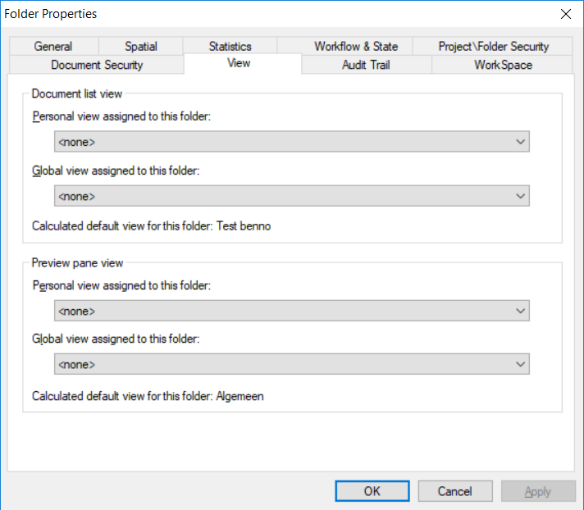 Folder Properties
General Spatial Statistics Workflow & State Project\Folder Security
Document Security View Audit Trail WorkSpace
Document list view
Personal view assigned to this folder:
<none>
Global view assigned to this folder:
<none>
Calculated default view for this folder: Test benno
Preview pane view
Personal view assigned to this folder:
<none>
Global view assigned to this folder:
<none>
Calculated default view for this folder: Algemeen
OK Cancel Apply